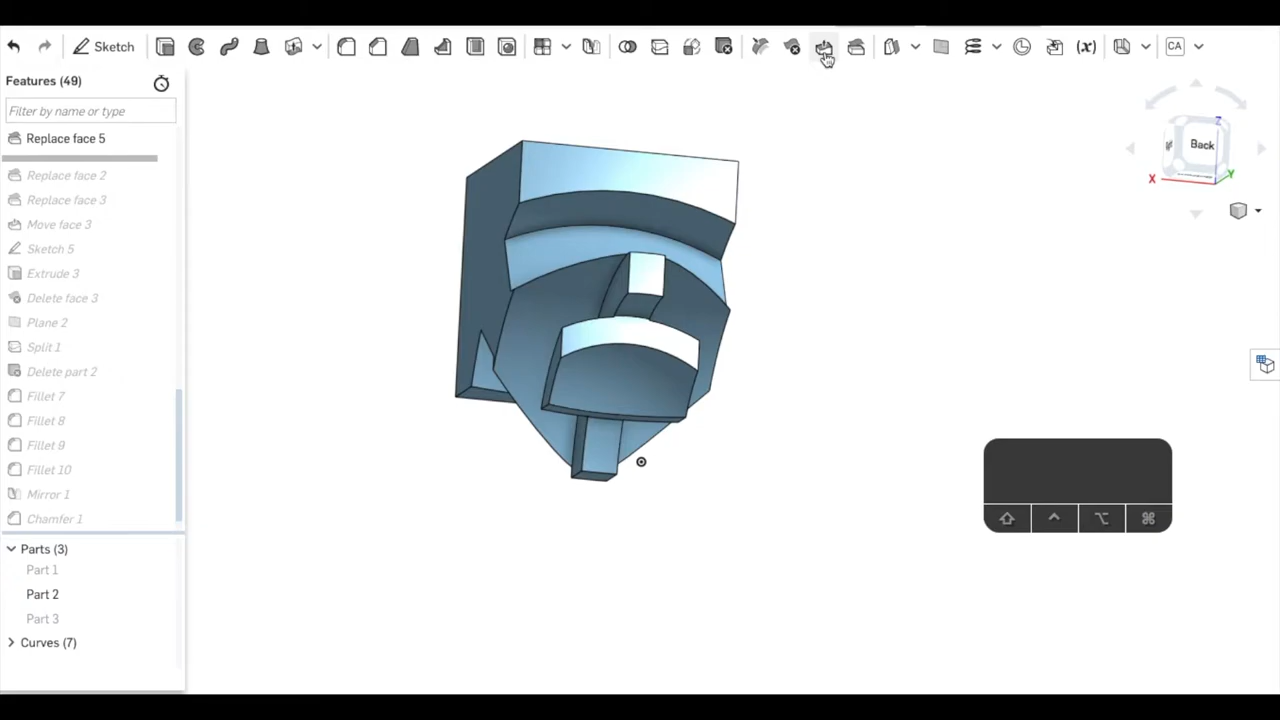 Sketch
(x)
CA
Features (49)
Filter by name or type
Replace face 5
Replace face 2
Replace face 3
Move face 3
Sketch 5
Extrude 3
Delete face 3
Plane 2
Split 1
Delete part 2
Fillet 7
Fillet 8
Fillet 9
Fillet 10
Mirror 1
Chamfer 1
Parts (3)
Part 1
Part 2
Part 3
Curves (7)
Z
Back
X
Y